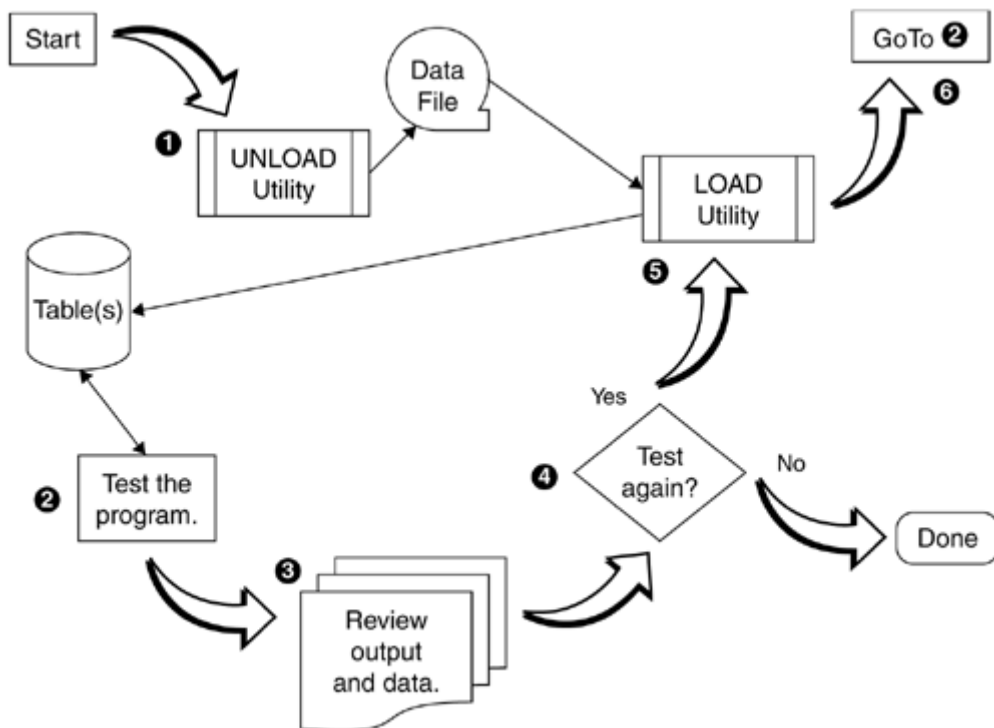 Start
GoTo ❷
❻
Data
File
❶
UNLOAD
Utility
LOAD
Utility
❺
Table(s)
Yes
❹
Test
again?
No
❷
Test the
program.
Done
❸
Review
output
and data.